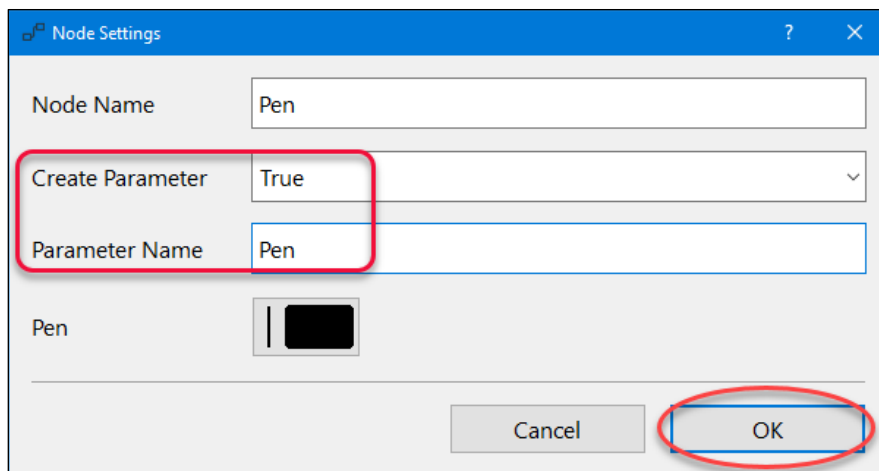 Node Settings ?
Node Name Pen
Create Parameter True
Parameter Name Pen
Pen
Cancel OK